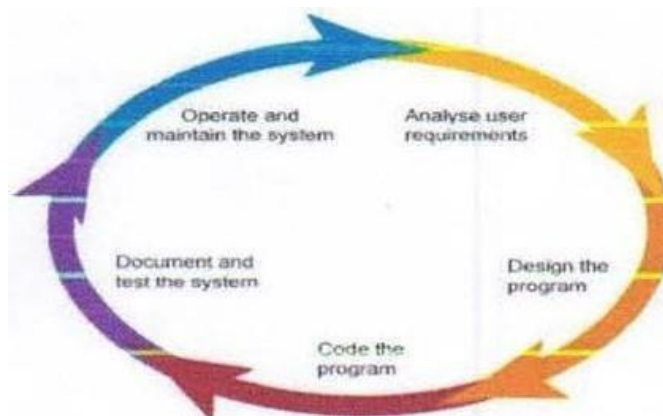 Operate and
maintain the system
Analyse user
requirements
Design the
program
Code the
program
Document and
test the system